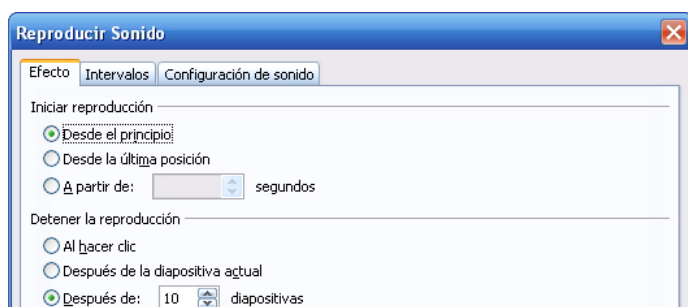 Reproducir Sonido
Efecto Intervalos Configuración de sonido
Iniciar reproducción
Desde el principio
Desde la última posición
A partir de: segundos
Detener la reproducción
Al hacer clic
Después de la diapositiva actual
Después de: 10 diapositivas